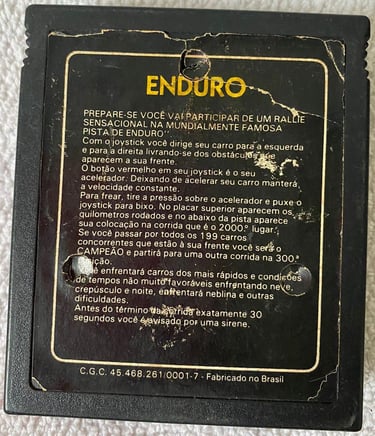 ENDURO
PREPARE-SE VOCÊ VAI PARTICIPAR DE UM RALLIE
SENSACIONAL NA MUNDIALMENTE FAMOSA
PISTA DE ENDURO''
Com o joystick você dirige seu carro para a esquerda
e para a direita livrando-se dos obstáculos que
aparecem a sua frente.
O botão vermelho em seu joystick é o seu
acelerador. Deixando de acelerar seu carro manterá
a velocidade constante.
Para frear, tire a pressão sobre o acelerador e puxe o
joystick para baixo. No placar superior aparecem os
quilometros rodados e no abaixo da pista aparece
sua colocação na corrida que é o 2000.º lugar.
Se você passar por todos os 199 carros
concorrentes que estão à sua frente você será o
CAMPEÃO e partirá para uma outra corrida na 300.ª
posição.
enfrentará carros dos mais rápidos e condições
de tempos não muito favoráveis enfrentando neve,
crepúsculo e noite, enfrentará neblina e outras
dificuldades.
Antes do término da corrida exatamente 30
segundos você é avisado por uma sirene.
C.G.C. 45.468.261/0001-7 - Fabricado no Brasil